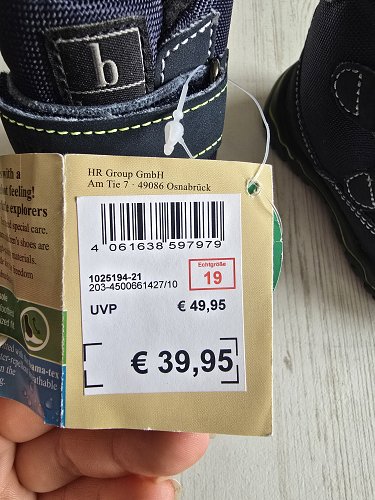 b
HR Group GmbH
Am Tie 7 · 49086 Osnabrück
4 061638 597979
1025194-21
203-4500661427/10
Echtgröße
19
UVP € 49,95
€ 39,95
s with a
feeling!
explorers
special care.
shoes are
materials.
freedom